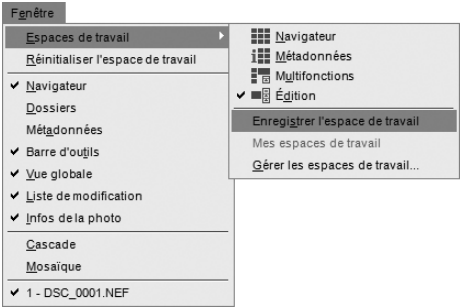 Fenêtre
Espaces de travail
Réinitialiser l'espace de travail
Navigateur
Dossiers
Métadonnées
Barre d'outils
Vue globale
Liste de modification
Infos de la photo
Cascade
Mosaïque
1 - DSC_0001.NEF
Navigateur
Métadonnées
Multifonctions
Édition
Enregistrer l'espace de travail
Mes espaces de travail
Gérer les espaces de travail...